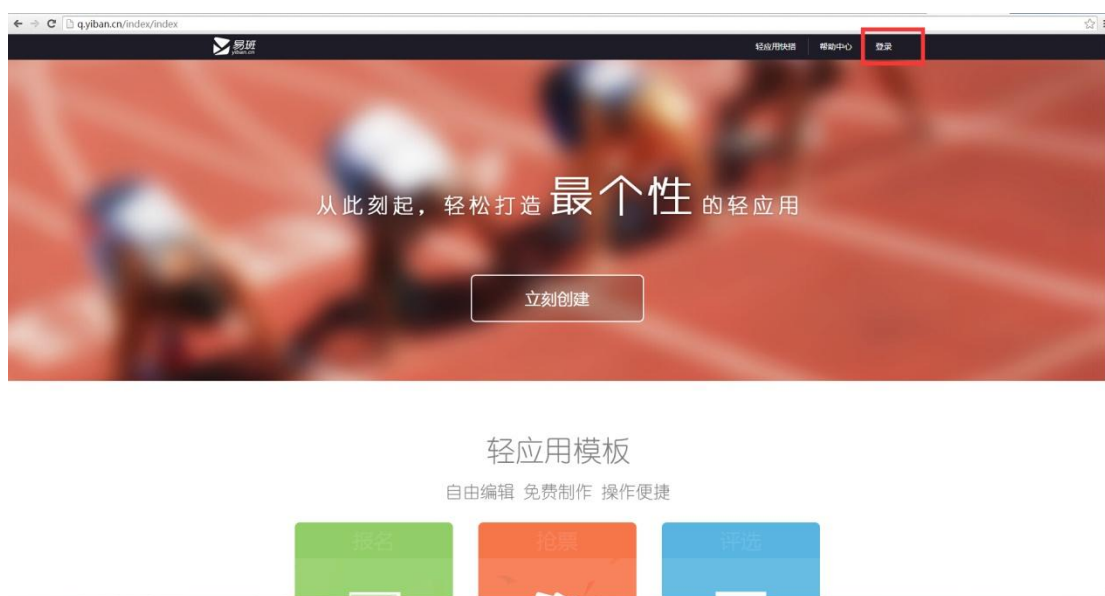 q.yiban.cn/index/index
易班
yiban.cn
轻应用快搭 帮助中心 登录
从此刻起，轻松打造 最个性 的轻应用
立刻创建
轻应用模板
自由编辑 免费制作 操作便捷
报名 抢票 评选